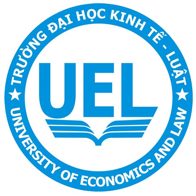 TRƯỜNG ĐẠI HỌC KINH TẾ - LUẬT
UEL
UNIVERSITY OF ECONOMICS AND LAW